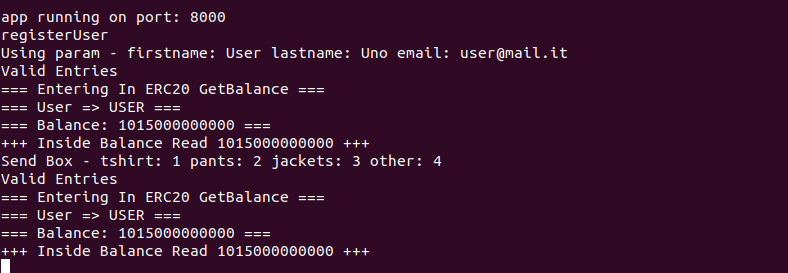 app running on port: 8000
registerUser
Using param - firstname: User lastname: Uno email: user@mail.it
Valid Entries
=== Entering In ERC20 GetBalance ===
=== User => USER ===
=== Balance: 1015000000000 ===
+++ Inside Balance Read 1015000000000 +++
Send Box - tshirt: 1 pants: 2 jackets: 3 other: 4
Valid Entries
=== Entering In ERC20 GetBalance ===
=== User => USER ===
=== Balance: 1015000000000 ===
+++ Inside Balance Read 1015000000000 +++